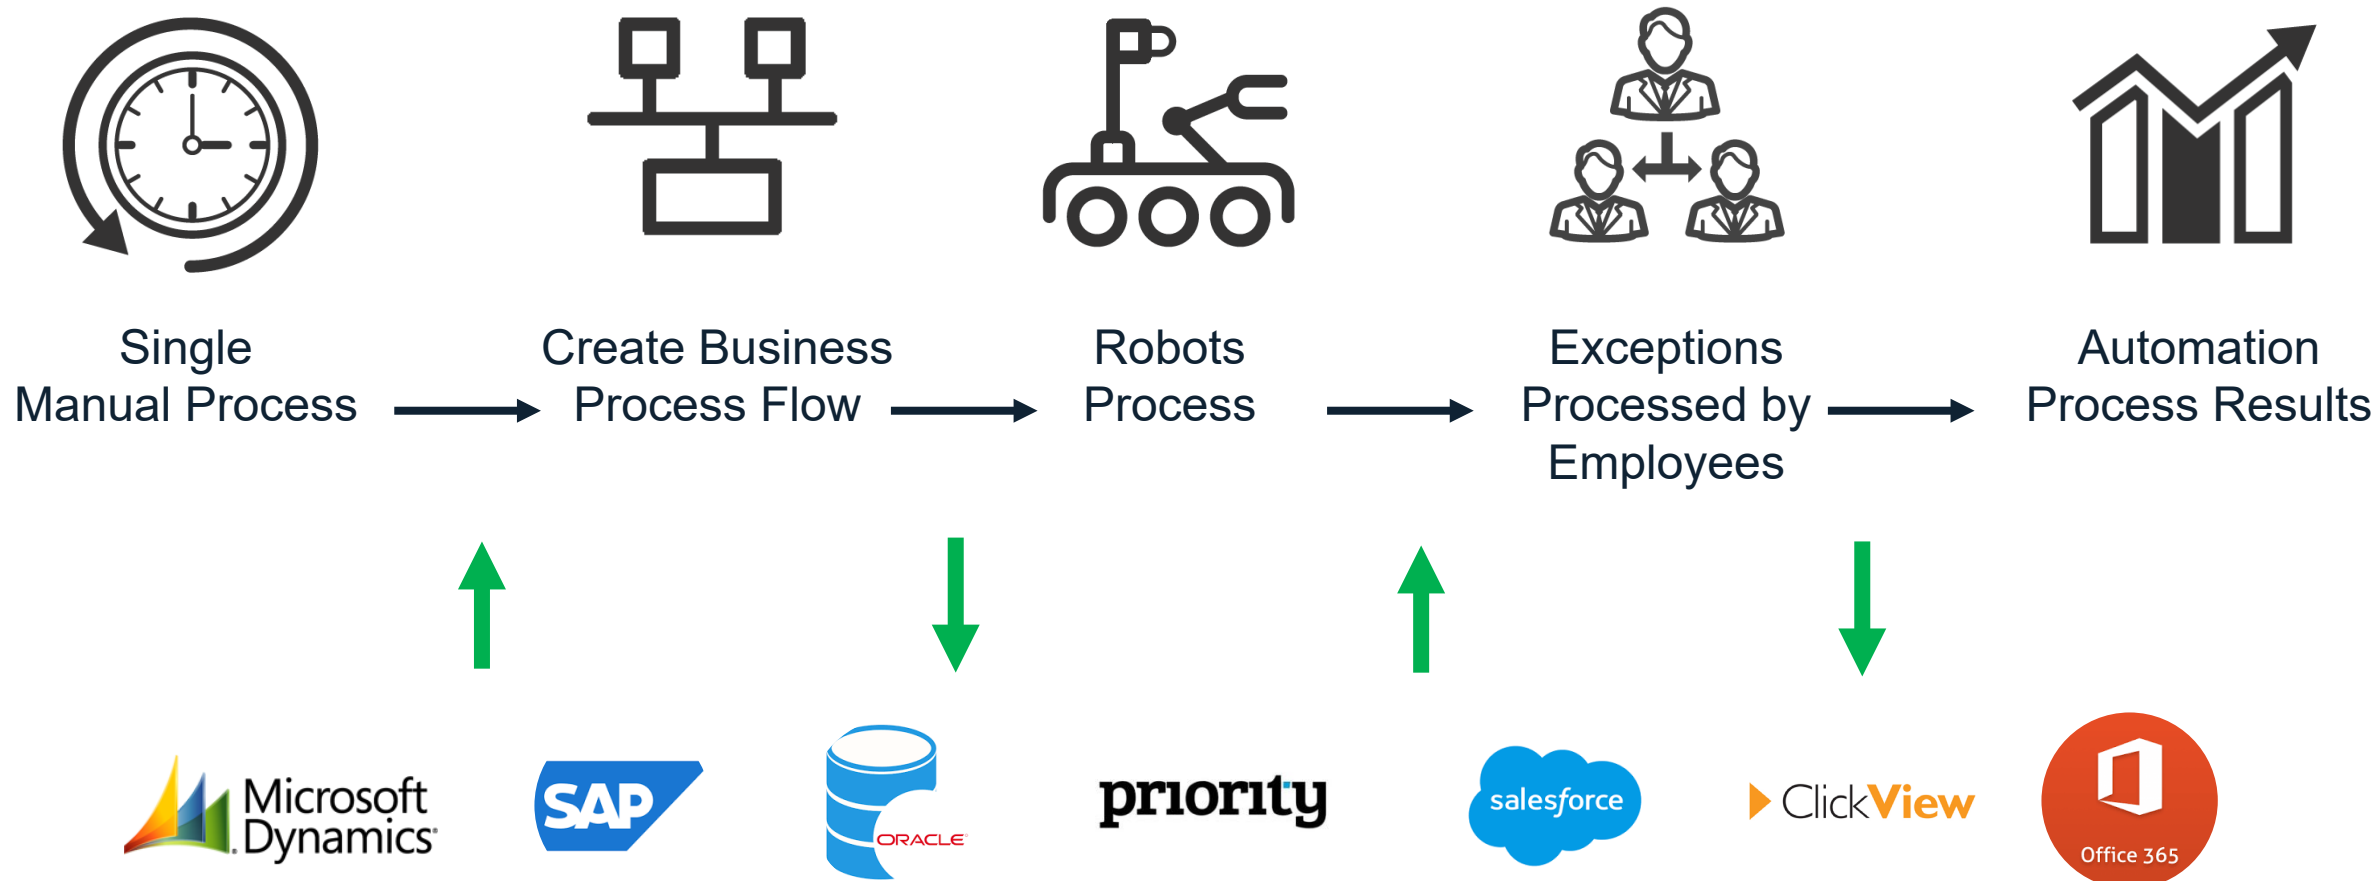 Single
Manual Process
Create Business
Process Flow
Robots
Process
Exceptions
Processed by
Employees
Automation
Process Results
Microsoft
Dynamics
SAP
ORACLE
priority
salesforce
ClickView
Office 365